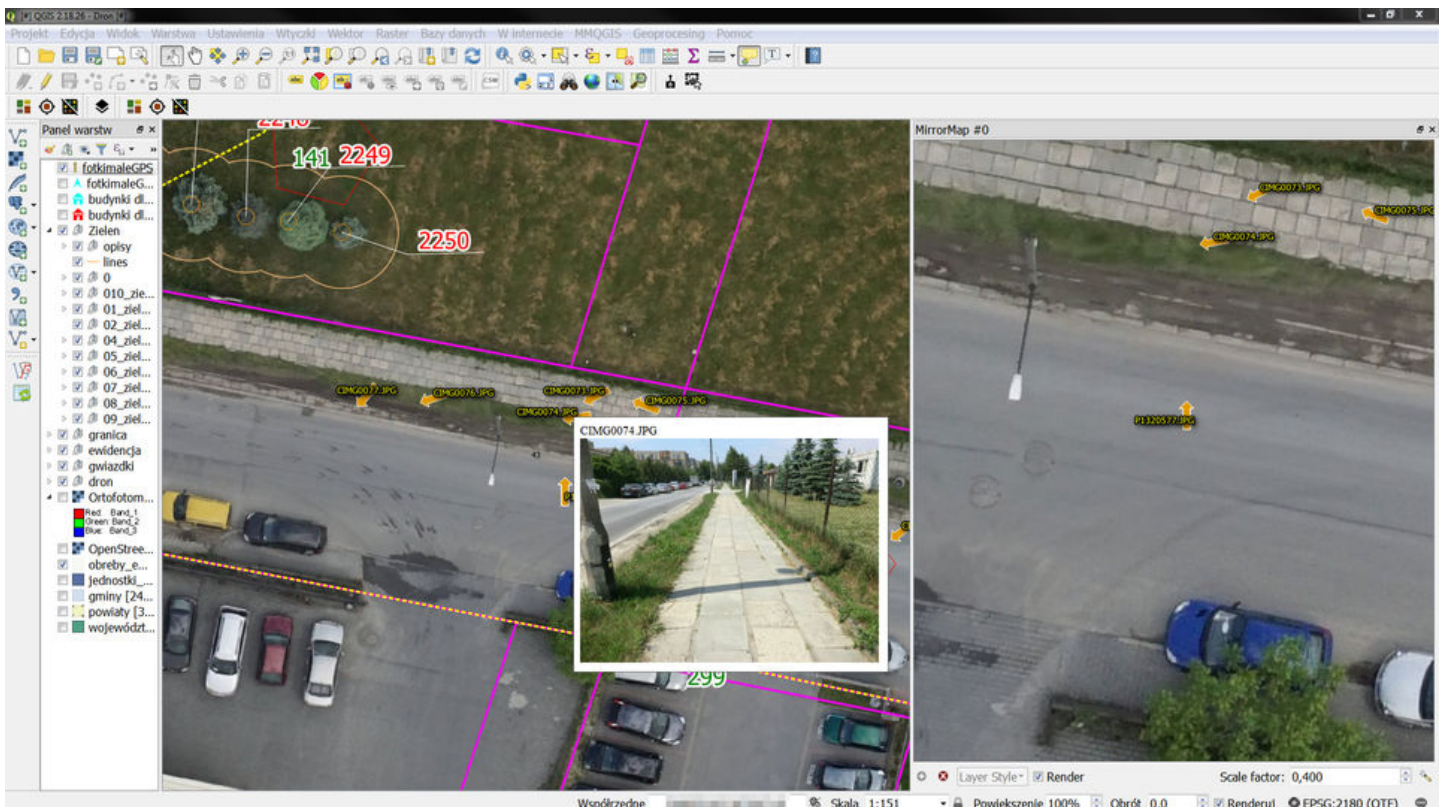 [#] QGIS 2.18.26 - Dron [#]
Projekt Edycja Widok Warstwa Ustawienia Wtyczki Wektor Raster Bazy danych W internecie MMQGIS Geoprocesing Pomoc
CSW
Panel warstw
fotkimaleGPS
fotkimaleG...
budynki dl...
budynki dl...
Zielen
opisy
lines
0
010_zie...
01_ziel...
02_ziel...
04_ziel...
05_ziel...
06_ziel...
07_ziel...
08_ziel...
09_ziel...
granica
ewidencja
gwiazdki
dron
Ortofotom...
Red: Band_1
Green: Band_2
Blue: Band_3
OpenStree...
obreby_e...
jednostki_...
gminy [24...
powiaty [3...
województ...
141 2249
2250
CIMG0077.JPG
CIMG0076.JPG
CIMG0073.JPG
CIMG0074.JPG
CIMG0075.JPG
43
CIMG0074.JPG
299
MirrorMap #0
CIMG0073.JPG
CIMG0075.JPG
CIMG0074.JPG
P1320577.JPG
Layer Style
Render
Scale factor: 0,400
Współrzędne
Skala 1:151
Powiększenie 100%
Obrót 0,0
Renderuj
EPSG:2180 (OTF)